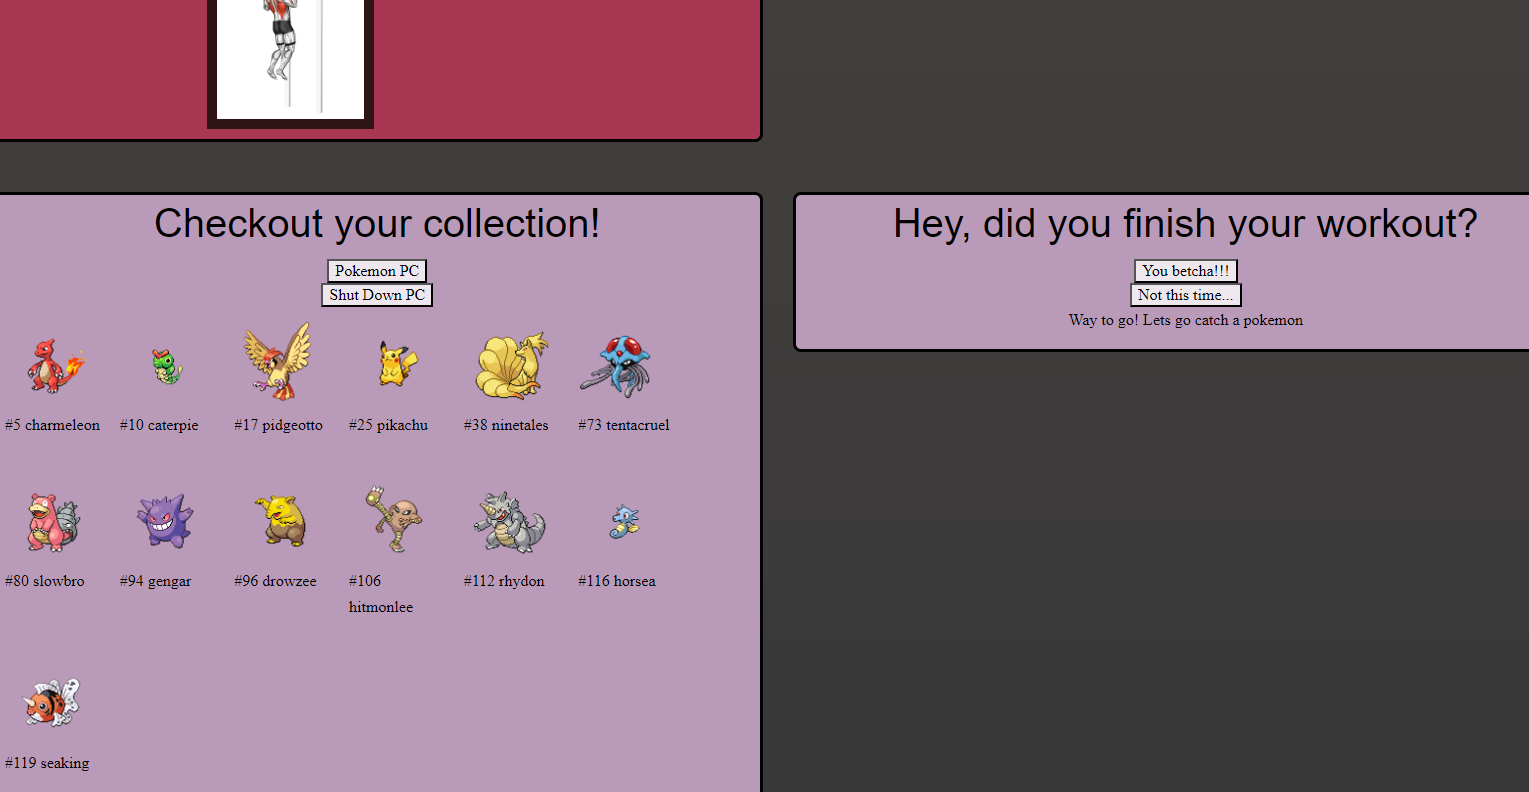 Checkout your collection!
Pokemon PC
Shut Down PC
#5 charmeleon
#10 caterpie
#17 pidgeotto
#25 pikachu
#38 ninetales
#73 tentacruel
#80 slowbro
#94 gengar
#96 drowzee
#106
hitmonlee
#112 rhydon
#116 horsea
#119 seaking
Hey, did you finish your workout?
You betcha!!!
Not this time...
Way to go! Lets go catch a pokemon